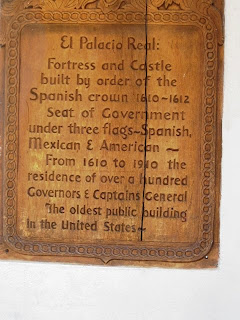 El Palacio Real:
Fortress and Castle
built by order of the
Spanish crown 1610~1612
Seat of Government
under three flags~Spanish,
Mexican & American ~
From 1610 to 1910 the
residence of over a hundred
Governors & Captains General
The oldest public building
in the United States~